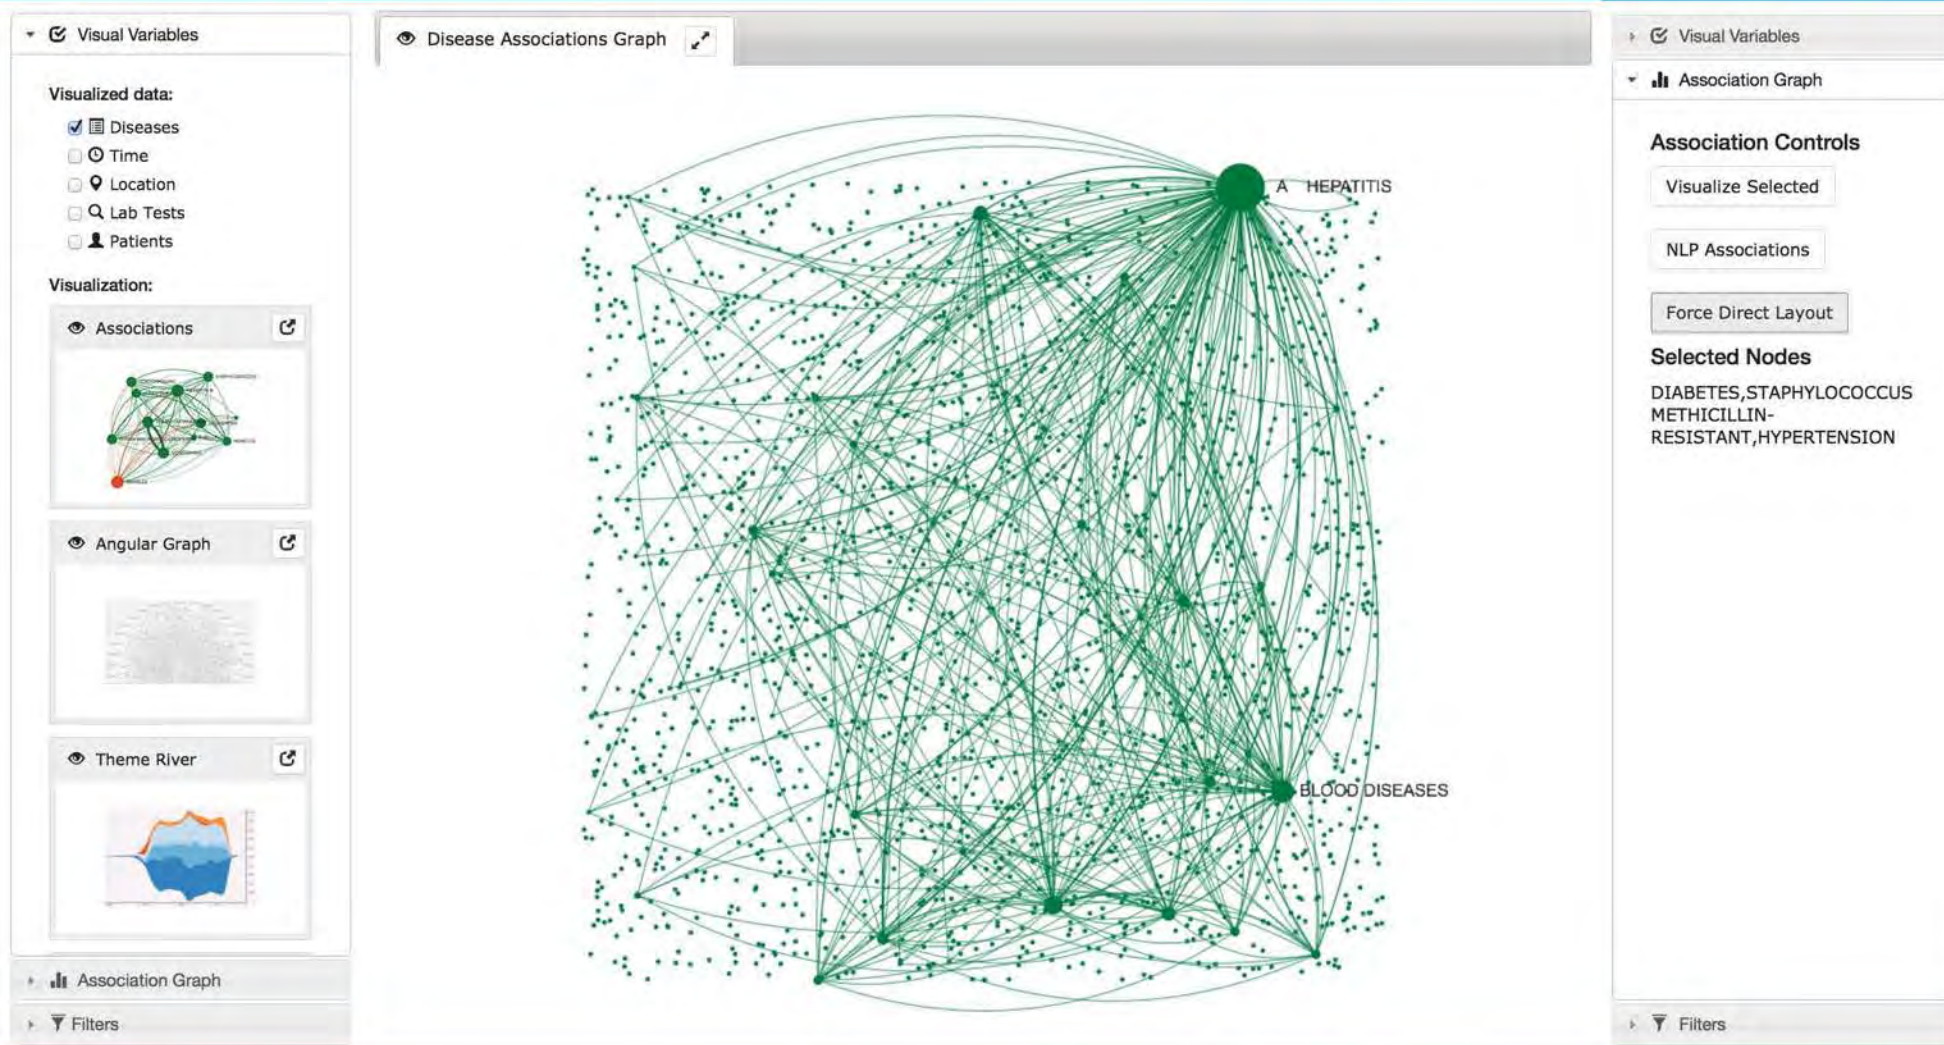 Visual Variables
Visualized data:
Diseases
Time
Location
Lab Tests
Patients
Visualization:
Associations
Angular Graph
Theme River
Association Graph
Filters
Disease Associations Graph
A HEPATITIS
BLOOD DISEASES
Visual Variables
Association Graph
Association Controls
Visualize Selected
NLP Associations
Force Direct Layout
Selected Nodes
DIABETES,STAPHYLOCOCCUS
METHICILLIN-
RESISTANT,HYPERTENSION
Filters